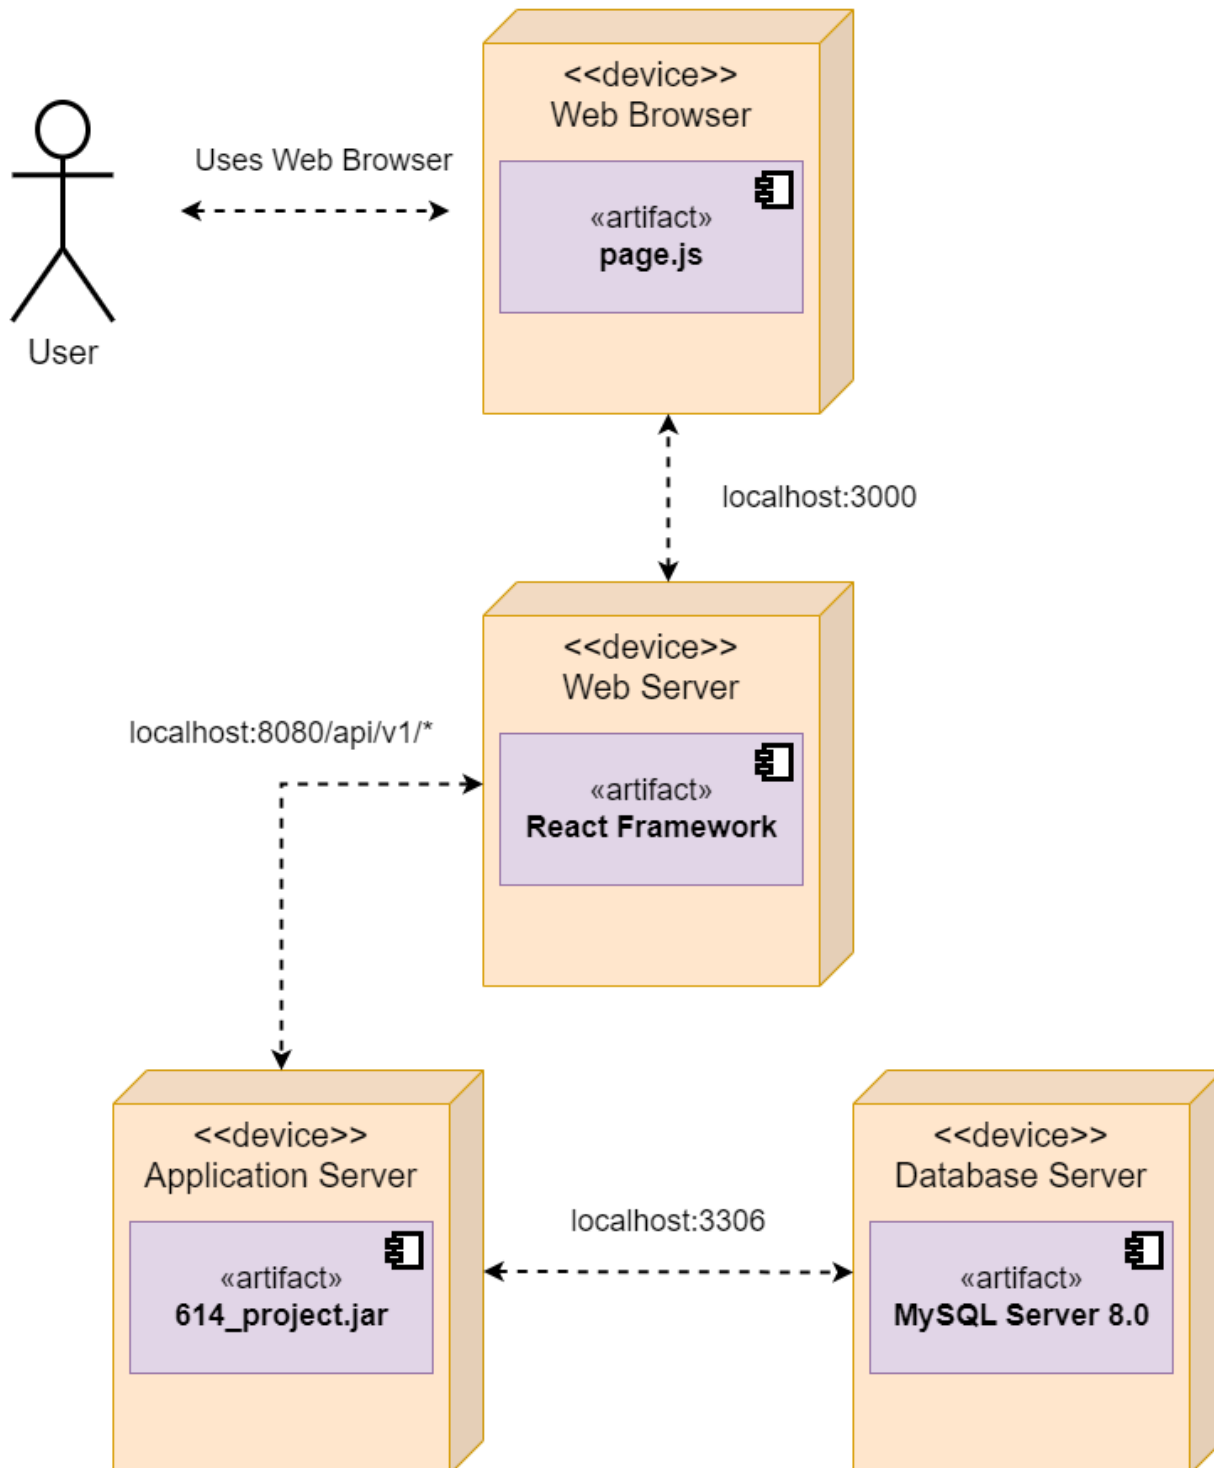 <<device>>
Web Browser
Uses Web Browser
«artifact»
page.js
User
localhost:3000
<<device>>
Web Server
localhost:8080/api/v1/*
«artifact»
React Framework
<<device>>
Application Server
<<device>>
Database Server
localhost:3306
«artifact»
614_project.jar
«artifact»
MySQL Server 8.0